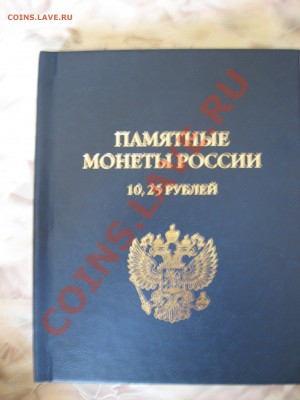 COINS.LAVE.RU
ПАМЯТНЫЕ
МОНЕТЫ РОССИИ
10, 25 РУБЛЕЙ
COINS.LAVE.RU